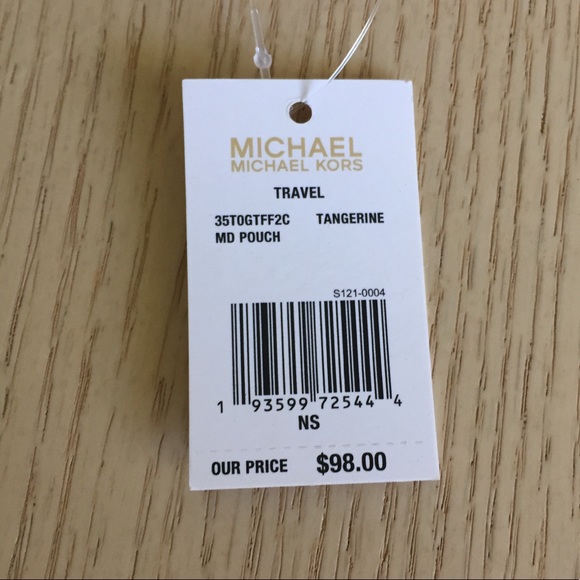 MICHAEL
MICHAEL KORS
TRAVEL
35T0GTFF2C TANGERINE
MD POUCH
S121-0004
1 93599 72544 4
NS
OUR PRICE $98.00